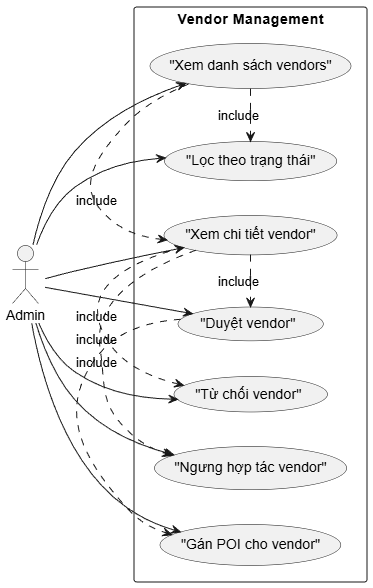 Vendor Management
"Xem danh sách vendors"
include
"Lọc theo trạng thái"
include
"Xem chi tiết vendor"
include
Admin
include
"Duyệt vendor"
include
include
"Từ chối vendor"
"Ngưng hợp tác vendor"
"Gán POI cho vendor"